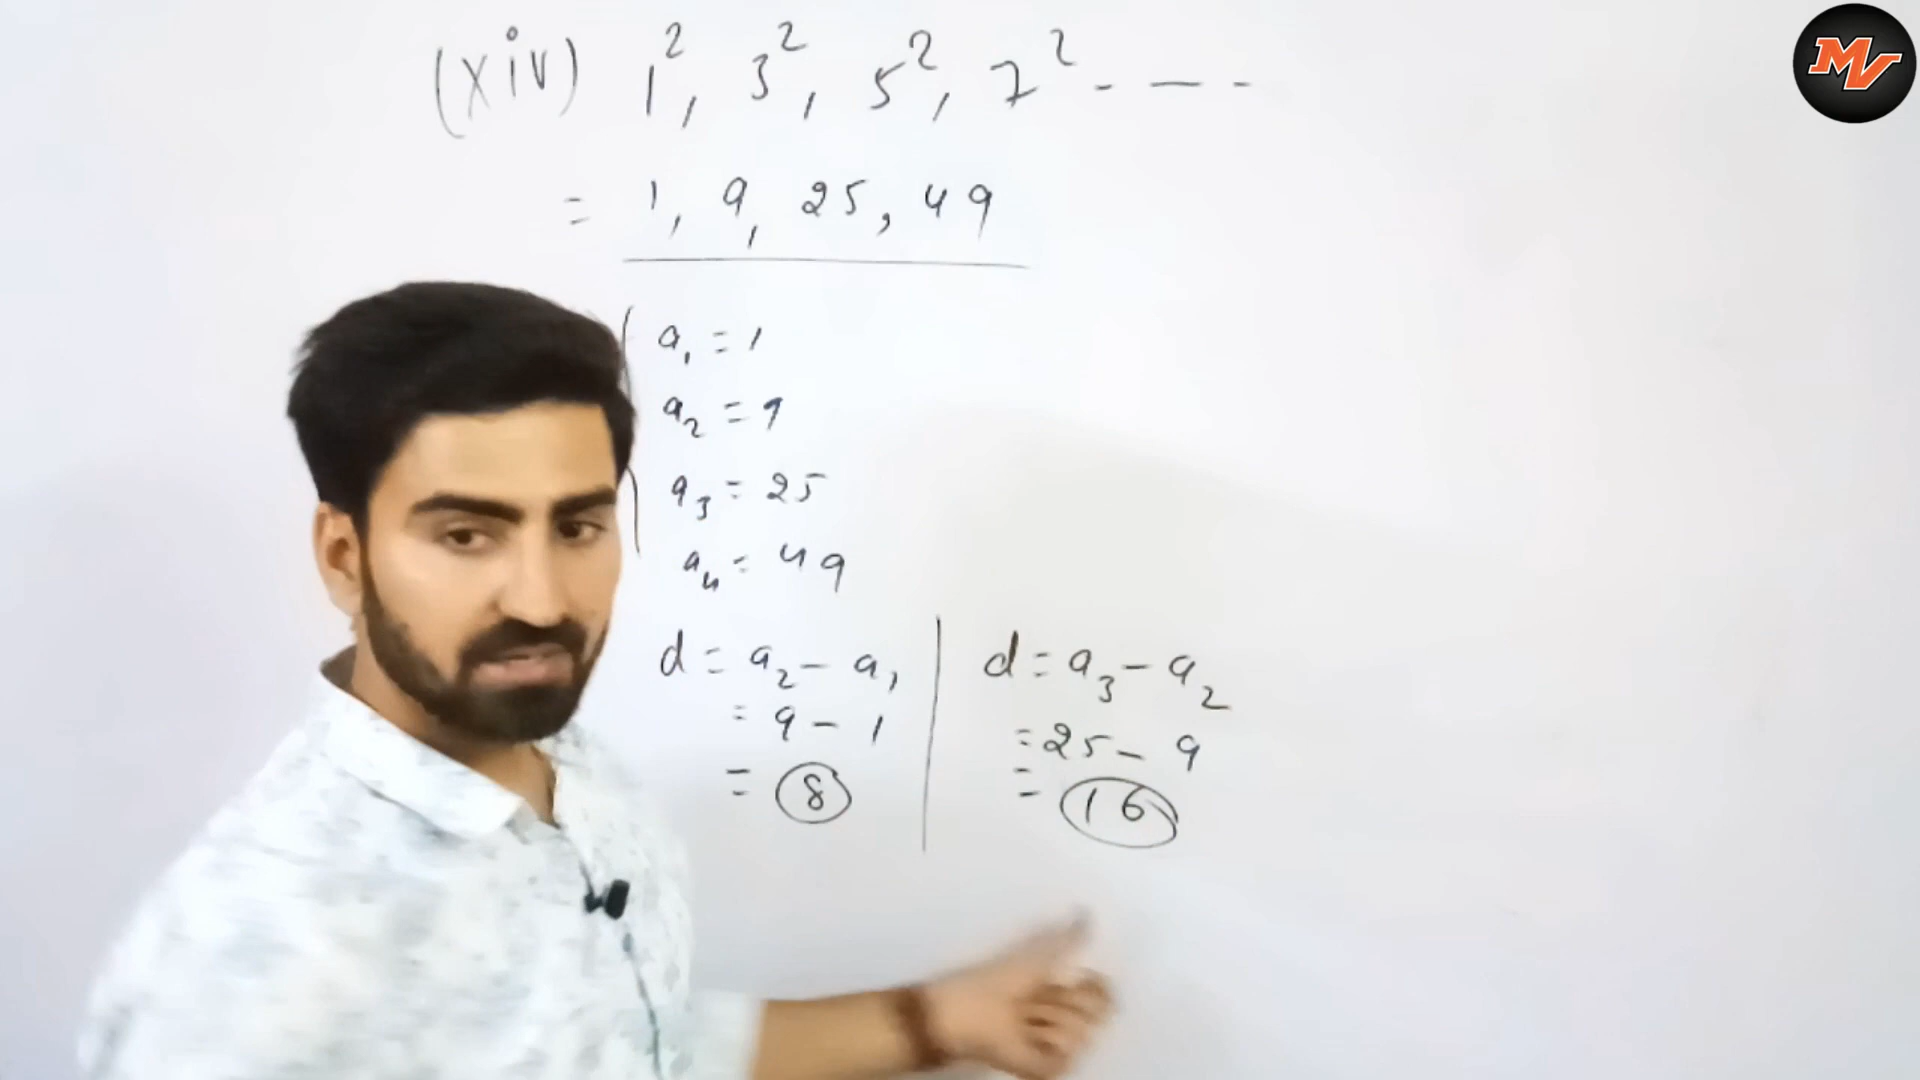 (xiv) 1², 3², 5², 7² - — -
= 1, 9, 25, 49
a₁ = 1
a₂ = 9
a₃ = 25
a₄ = 49
d = a₂ - a₁
= 9 - 1
= 8
d = a₃ - a₂
= 25 - 9
= 16
MV